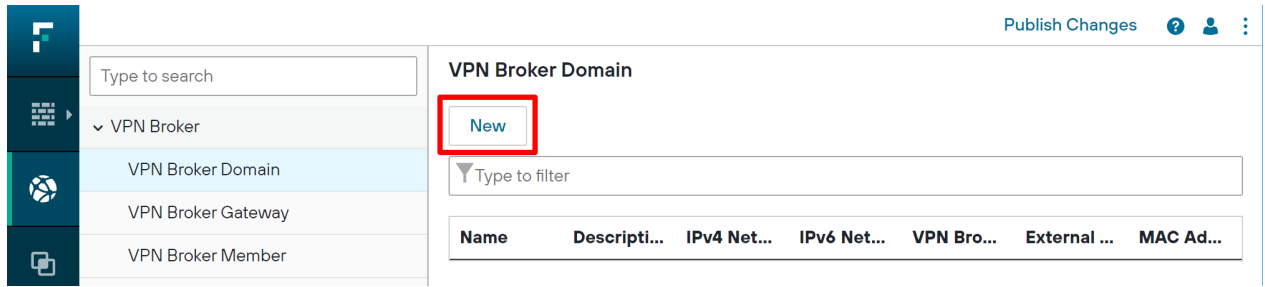 Publish Changes
Type to search
VPN Broker
VPN Broker Domain
VPN Broker Gateway
VPN Broker Member
VPN Broker Domain
New
Type to filter
Name Descripti... IPv4 Net... IPv6 Net... VPN Bro... External ... MAC Ad...